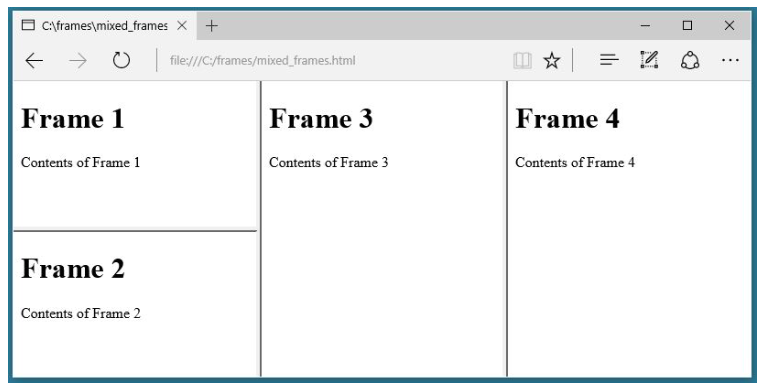 C:\frames\mixed_frames
file:///C:/frames/mixed_frames.html
Frame 1
Contents of Frame 1
Frame 2
Contents of Frame 2
Frame 3
Contents of Frame 3
Frame 4
Contents of Frame 4